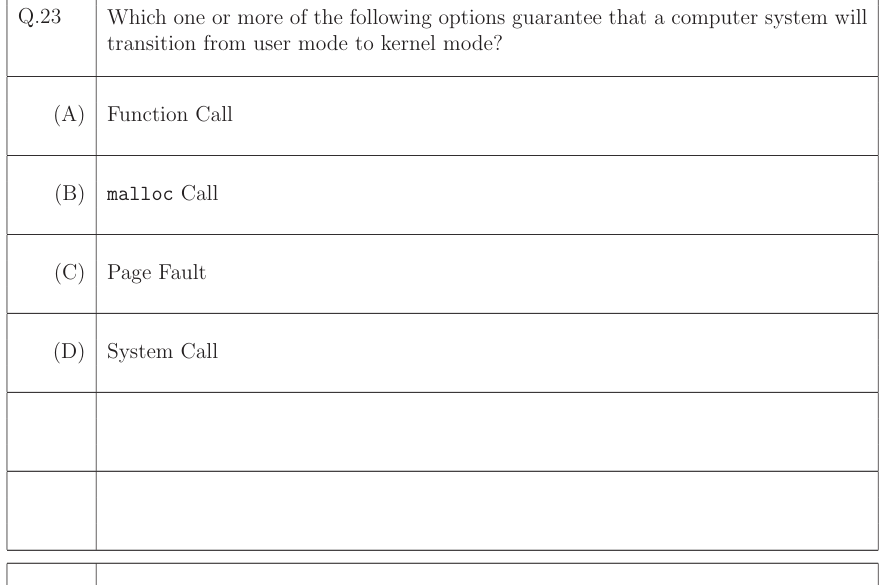 Q.23 Which one or more of the following options guarantee that a computer system will
transition from user mode to kernel mode?
(A) Function Call
(B) malloc Call
(C) Page Fault
(D) System Call